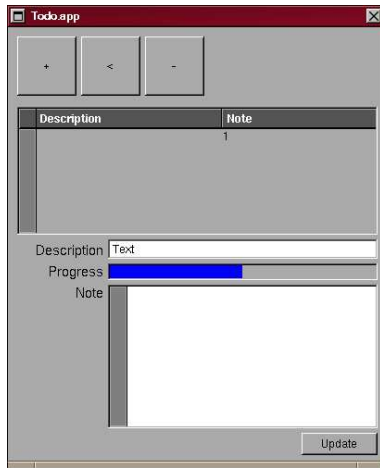 Todo.app
+ < -
Description Note
1
Description Text
Progress
Note
Update